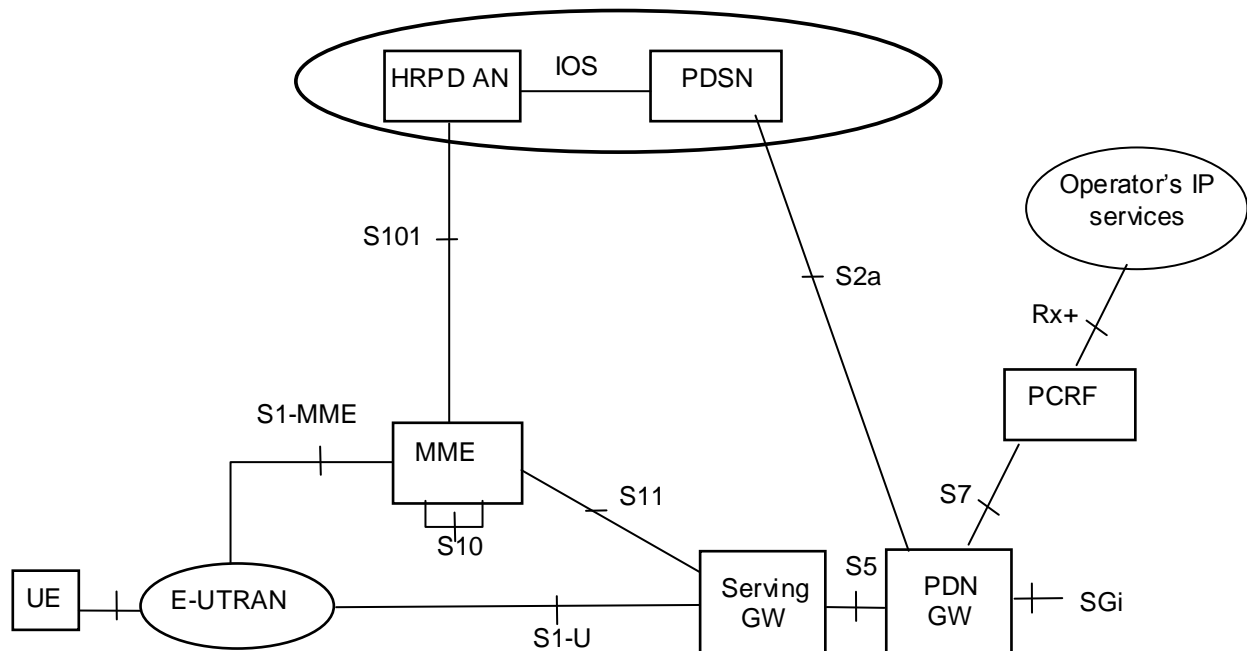 IOS
HRPD AN
PDSN
Operator's IP
services
S101
S2a
Rx+
PCRF
S1-MME
MME
S11
S7
S10
S5
UE
E-UTRAN
Serving
GW
PDN
GW
SGi
S1-U